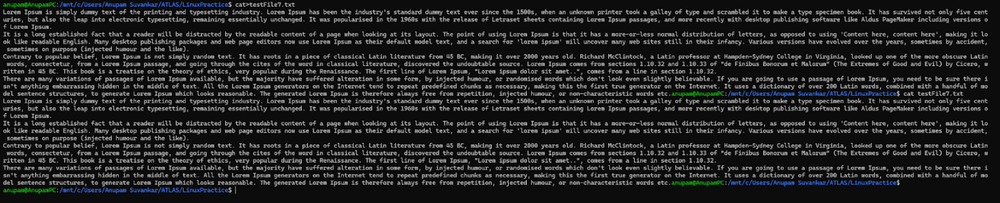 anupam@AnupamPC:/mnt/c/Users/Anupam Suvankar/ATLAS/LinuxPractice$ cat>testFile7.txt
Lorem Ipsum is simply dummy text of the printing and typesetting industry. Lorem Ipsum has been the industry's standard dummy text ever since the 1500s, when an unknown printer took a galley of type and scrambled it to make a type specimen book. It has survived not only five cent
uries, but also the leap into electronic typesetting, remaining essentially unchanged. It was popularised in the 1960s with the release of Letraset sheets containing Lorem Ipsum passages, and more recently with desktop publishing software like Aldus PageMaker including versions o
f Lorem Ipsum.
It is a long established fact that a reader will be distracted by the readable content of a page when looking at its layout. The point of using Lorem Ipsum is that it has a more-or-less normal distribution of letters, as opposed to using 'Content here, content here', making it lo
ok like readable English. Many desktop publishing packages and web page editors now use Lorem Ipsum as their default model text, and a search for 'lorem ipsum' will uncover many web sites still in their infancy. Various versions have evolved over the years, sometimes by accident,
 sometimes on purpose (injected humour and the like).
Contrary to popular belief, Lorem Ipsum is not simply random text. It has roots in a piece of classical Latin literature from 45 BC, making it over 2000 years old. Richard McClintock, a Latin professor at Hampden-Sydney College in Virginia, looked up one of the more obscure Latin
 words, consectetur, from a Lorem Ipsum passage, and going through the cites of the word in classical literature, discovered the undoubtable source. Lorem Ipsum comes from sections 1.10.32 and 1.10.33 of "de Finibus Bonorum et Malorum" (The Extremes of Good and Evil) by Cicero, w
ritten in 45 BC. This book is a treatise on the theory of ethics, very popular during the Renaissance. The first line of Lorem Ipsum, "Lorem ipsum dolor sit amet..", comes from a line in section 1.10.32.
There are many variations of passages of Lorem Ipsum available, but the majority have suffered alteration in some form, by injected humour, or randomised words which don't look even slightly believable. If you are going to use a passage of Lorem Ipsum, you need to be sure there i
sn't anything embarrassing hidden in the middle of text. All the Lorem Ipsum generators on the Internet tend to repeat predefined chunks as necessary, making this the first true generator on the Internet. It uses a dictionary of over 200 Latin words, combined with a handful of mo
del sentence structures, to generate Lorem Ipsum which looks reasonable. The generated Lorem Ipsum is therefore always free from repetition, injected humour, or non-characteristic words etc.anupam@AnupamPC:/mnt/c/Users/Anupam Suvankar/ATLAS/LinuxPractice$ cat testFile7.txt
Lorem Ipsum is simply dummy text of the printing and typesetting industry. Lorem Ipsum has been the industry's standard dummy text ever since the 1500s, when an unknown printer took a galley of type and scrambled it to make a type specimen book. It has survived not only five cent
uries, but also the leap into electronic typesetting, remaining essentially unchanged. It was popularised in the 1960s with the release of Letraset sheets containing Lorem Ipsum passages, and more recently with desktop publishing software like Aldus PageMaker including versions o
f Lorem Ipsum.
It is a long established fact that a reader will be distracted by the readable content of a page when looking at its layout. The point of using Lorem Ipsum is that it has a more-or-less normal distribution of letters, as opposed to using 'Content here, content here', making it lo
ok like readable English. Many desktop publishing packages and web page editors now use Lorem Ipsum as their default model text, and a search for 'lorem ipsum' will uncover many web sites still in their infancy. Various versions have evolved over the years, sometimes by accident,
 sometimes on purpose (injected humour and the like).
Contrary to popular belief, Lorem Ipsum is not simply random text. It has roots in a piece of classical Latin literature from 45 BC, making it over 2000 years old. Richard McClintock, a Latin professor at Hampden-Sydney College in Virginia, looked up one of the more obscure Latin
 words, consectetur, from a Lorem Ipsum passage, and going through the cites of the word in classical literature, discovered the undoubtable source. Lorem Ipsum comes from sections 1.10.32 and 1.10.33 of "de Finibus Bonorum et Malorum" (The Extremes of Good and Evil) by Cicero, w
ritten in 45 BC. This book is a treatise on the theory of ethics, very popular during the Renaissance. The first line of Lorem Ipsum, "Lorem ipsum dolor sit amet..", comes from a line in section 1.10.32.
There are many variations of passages of Lorem Ipsum available, but the majority have suffered alteration in some form, by injected humour, or randomised words which don't look even slightly believable. If you are going to use a passage of Lorem Ipsum, you need to be sure there i
sn't anything embarrassing hidden in the middle of text. All the Lorem Ipsum generators on the Internet tend to repeat predefined chunks as necessary, making this the first true generator on the Internet. It uses a dictionary of over 200 Latin words, combined with a handful of mo
del sentence structures, to generate Lorem Ipsum which looks reasonable. The generated Lorem Ipsum is therefore always free from repetition, injected humour, or non-characteristic words etc.anupam@AnupamPC:/mnt/c/Users/Anupam Suvankar/ATLAS/LinuxPractice$
anupam@AnupamPC:/mnt/c/Users/Anupam Suvankar/ATLAS/LinuxPractice$